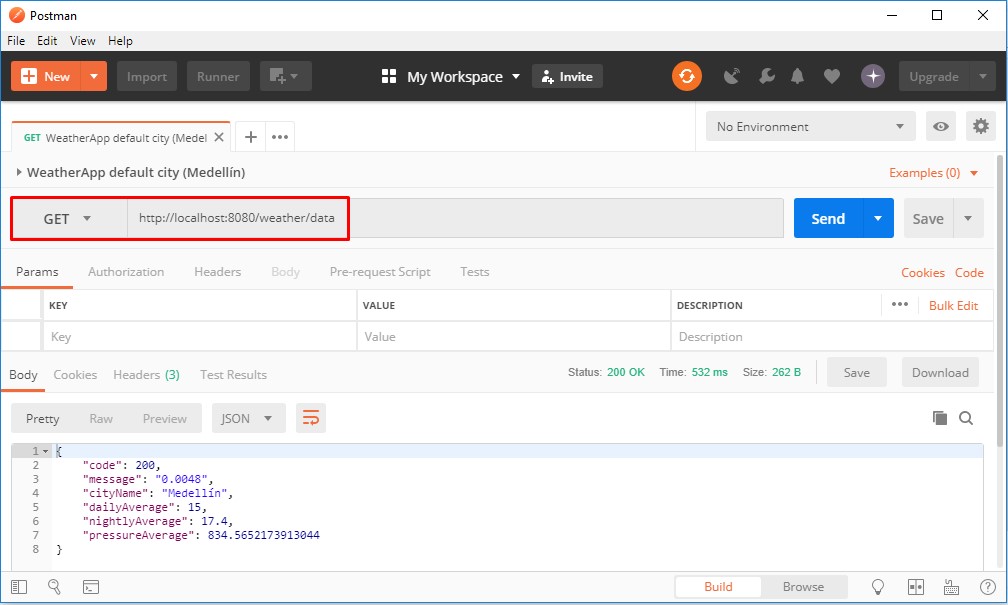 Postman
File Edit View Help
New Import Runner My Workspace Invite Upgrade
GET WeatherApp default city (Medel
No Environment
WeatherApp default city (Medellín) Examples (0)
GET http://localhost:8080/weather/data Send Save
Params Authorization Headers Body Pre-request Script Tests Cookies Code
KEY VALUE DESCRIPTION Bulk Edit
Key Value Description
Body Cookies Headers (3) Test Results Status: 200 OK Time: 532 ms Size: 262 B Save Download
Pretty Raw Preview JSON
1 {
2 "code": 200,
3 "message": "0.0048",
4 "cityName": "Medellín",
5 "dailyAverage": 15,
6 "nightlyAverage": 17.4,
7 "pressureAverage": 834.5652173913044
8 }
Build Browse